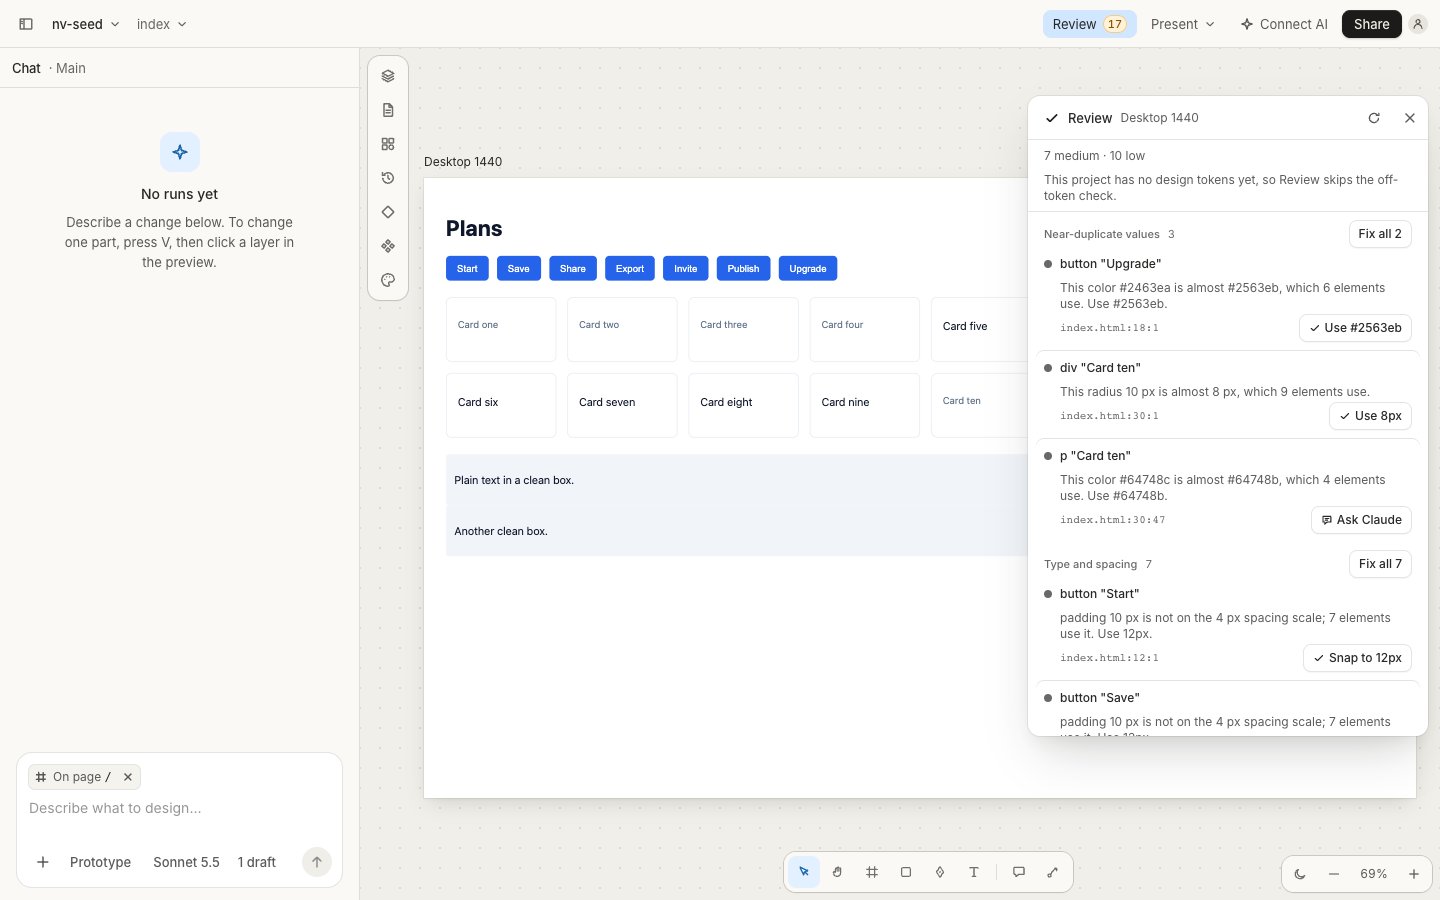 nv-seed
index
Review 17
Present
Connect AI
Share
Chat · Main
No runs yet
Describe a change below. To change
one part, press V, then click a layer in
the preview.
On page /
Describe what to design...
Prototype
Sonnet 5.5
1 draft
Desktop 1440
Plans
Start
Save
Share
Export
Invite
Publish
Upgrade
Card one
Card two
Card three
Card four
Card five
Card six
Card seven
Card eight
Card nine
Card ten
Plain text in a clean box.
Another clean box.
Review Desktop 1440
7 medium · 10 low
This project has no design tokens yet, so Review skips the off-
token check.
Near-duplicate values 3
Fix all 2
button "Upgrade"
This color #2463ea is almost #2563eb, which 6 elements
use. Use #2563eb.
index.html:18:1
Use #2563eb
div "Card ten"
This radius 10 px is almost 8 px, which 9 elements use.
index.html:30:1
Use 8px
p "Card ten"
This color #64748c is almost #64748b, which 4 elements
use. Use #64748b.
index.html:30:47
Ask Claude
Type and spacing 7
Fix all 7
button "Start"
padding 10 px is not on the 4 px spacing scale; 7 elements
use it. Use 12px.
index.html:12:1
Snap to 12px
button "Save"
padding 10 px is not on the 4 px spacing scale; 7 elements
use it. Use 12px.
T
69%